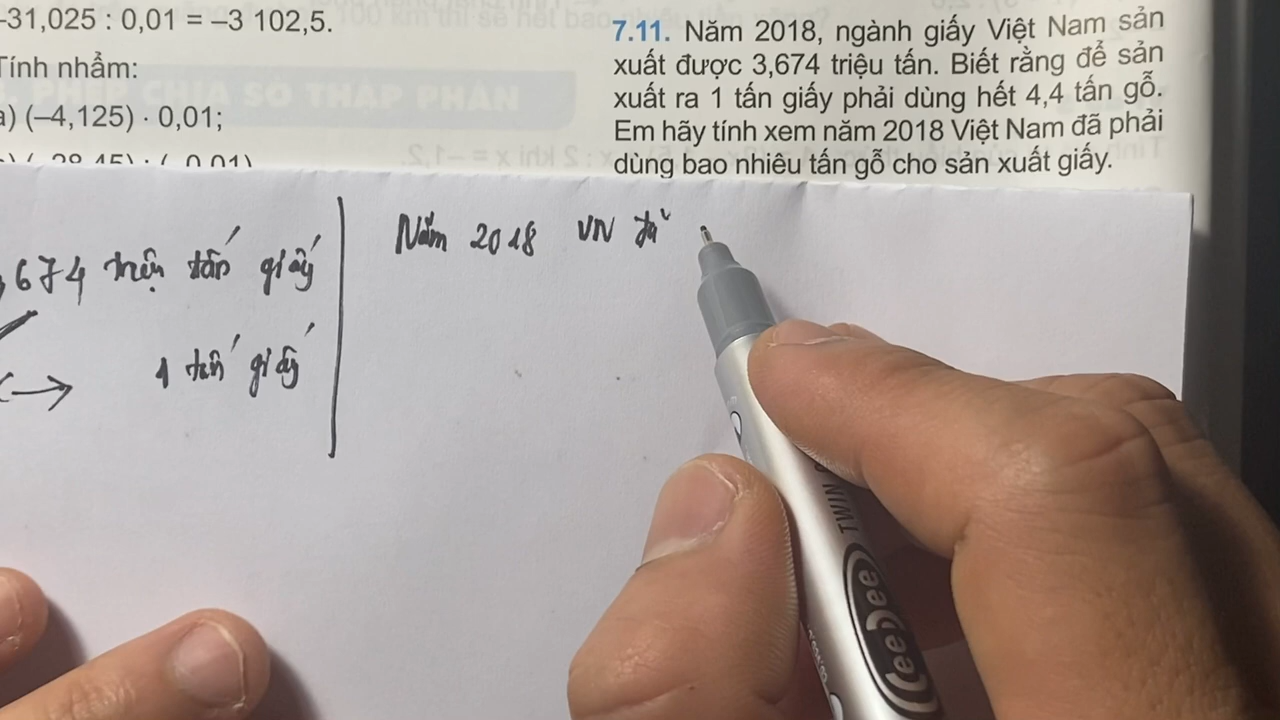 –31,025 : 0,01 = –3 102,5.
Tính nhẩm:
a) (–4,125) · 0,01;
7.11. Năm 2018, ngành giấy Việt Nam sản
xuất được 3,674 triệu tấn. Biết rằng để sản
xuất ra 1 tấn giấy phải dùng hết 4,4 tấn gỗ.
Em hãy tính xem năm 2018 Việt Nam đã phải
dùng bao nhiêu tấn gỗ cho sản xuất giấy.
,674 triệu tấn giấy
1 tấn giấy
Năm 2018 VN đã
TWIN
CeeDee